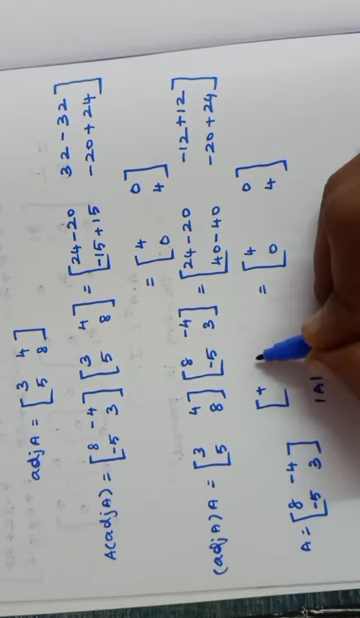 adj A = [3 4
5 8]
A(adj A) = [8 -4
-5 3] [3 4
5 8] = [24-20 32-32
-15+15 -20+24]
= [4 0
0 4]
(adj A) A = [3 4
5 8] [8 -4
-5 3] = [24-20 -12+12
40-40 -20+24]
= [4 0
0 4]
[+
A = [8 -4
-5 3] |A|